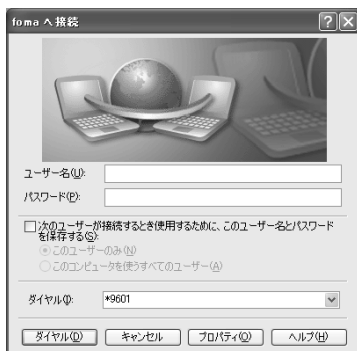 foma へ接続
ユーザー名(U):
パスワード(P):
次のユーザーが接続するとき使用するために、このユーザー名とパスワード
を保存する(S):
このユーザーのみ(N)
このコンピュータを使うすべてのユーザー(A)
ダイヤル(I): *9601
ダイヤル(D) キャンセル プロパティ(O) ヘルプ(H)